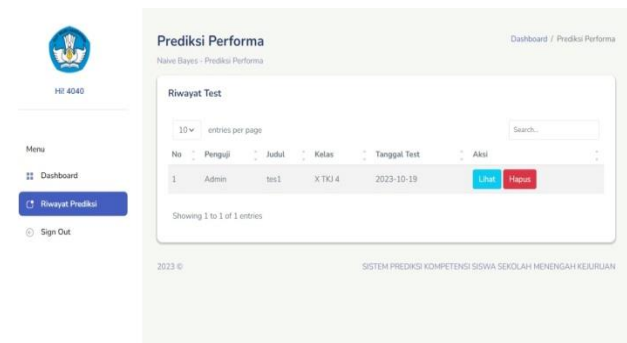 Hi! 4040
Menu
Dashboard
Riwayat Prediksi
Sign Out
Prediksi Performa
Dashboard / Prediksi Performa
Naive Bayes - Prediksi Performa
Riwayat Test
10 entries per page
Search...
No Penguji Judul Kelas Tanggal Test Aksi
1 Admin tes1 X TKJ 4 2023-10-19 Lihat Hapus
Showing 1 to 1 of 1 entries
2023 ©
SISTEM PREDIKSI KOMPETENSI SISWA SEKOLAH MENENGAH KEJURUAN